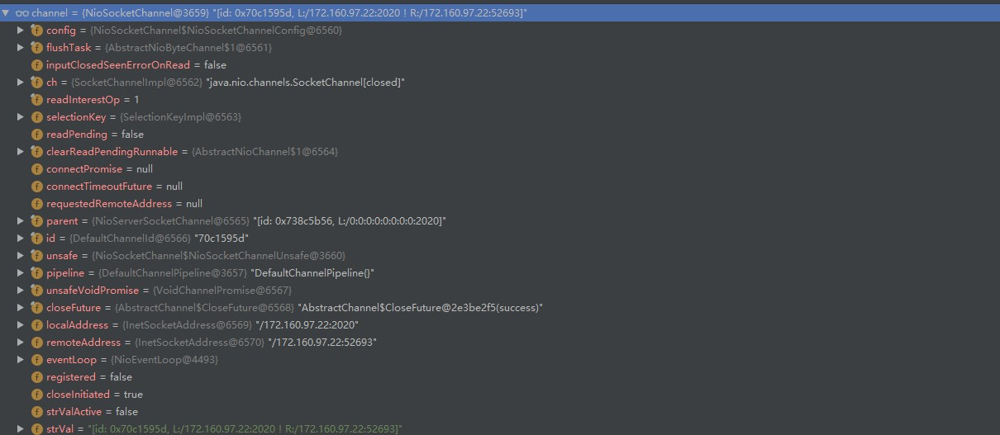 channel = {NioSocketChannel@3659} "[id: 0x70c1595d, L:/172.160.97.22:2020 ! R:/172.160.97.22:52693]"
config = {NioSocketChannel$NioSocketChannelConfig@6560}
flushTask = {AbstractNioByteChannel$1@6561}
inputClosedSeenErrorOnRead = false
ch = {SocketChannelImpl@6562} "java.nio.channels.SocketChannel[closed]"
readInterestOp = 1
selectionKey = {SelectionKeyImpl@6563}
readPending = false
clearReadPendingRunnable = {AbstractNioChannel$1@6564}
connectPromise = null
connectTimeoutFuture = null
requestedRemoteAddress = null
parent = {NioServerSocketChannel@6565} "[id: 0x738c5b56, L:/0:0:0:0:0:0:0:0:2020]"
id = {DefaultChannelId@6566} "70c1595d"
unsafe = {NioSocketChannel$NioSocketChannelUnsafe@3660}
pipeline = {DefaultChannelPipeline@3657} "DefaultChannelPipeline{}"
unsafeVoidPromise = {VoidChannelPromise@6567}
closeFuture = {AbstractChannel$CloseFuture@6568} "AbstractChannel$CloseFuture@2e3be2f5(success)"
localAddress = {InetSocketAddress@6569} "/172.160.97.22:2020"
remoteAddress = {InetSocketAddress@6570} "/172.160.97.22:52693"
eventLoop = {NioEventLoop@4493}
registered = false
closeInitiated = true
strValActive = false
strVal = "[id: 0x70c1595d, L:/172.160.97.22:2020 ! R:/172.160.97.22:52693]"